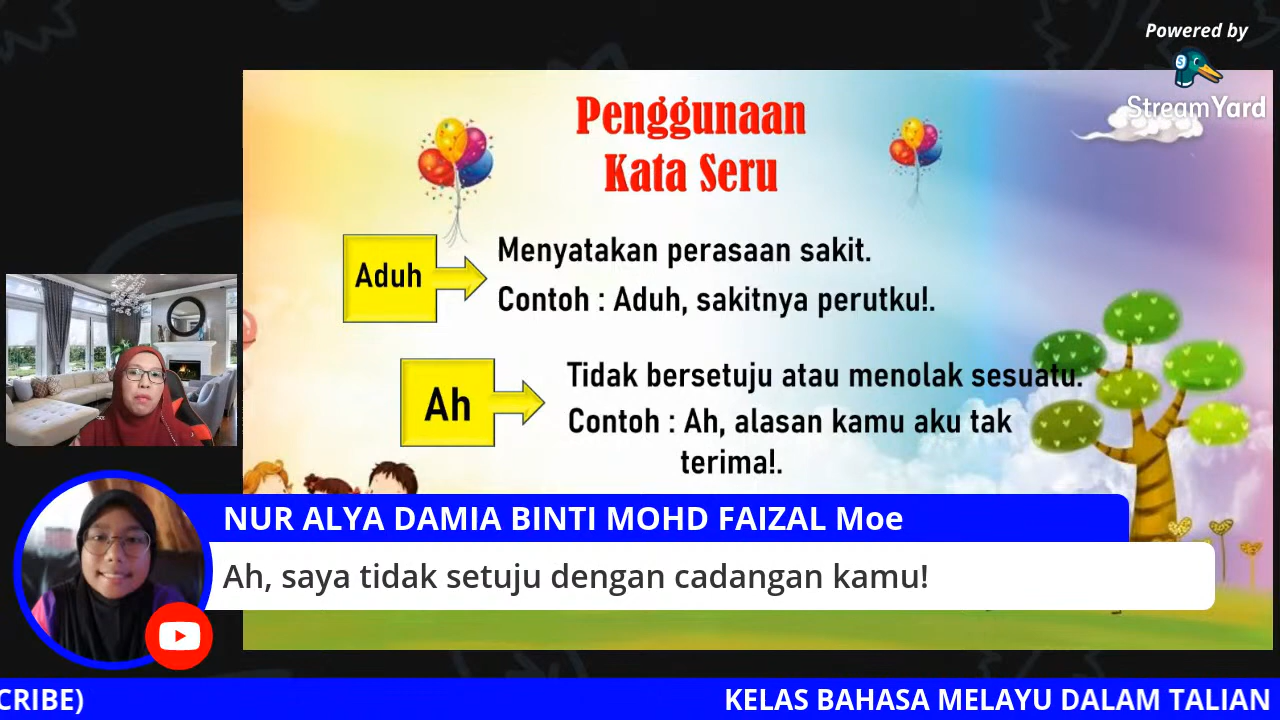 Powered by
StreamYard
Penggunaan
Kata Seru
Aduh
Menyatakan perasaan sakit.
Contoh : Aduh, sakitnya perutku!.
Ah
Tidak bersetuju atau menolak sesuatu.
Contoh : Ah, alasan kamu aku tak
terima!.
NUR ALYA DAMIA BINTI MOHD FAIZAL Moe
Ah, saya tidak setuju dengan cadangan kamu!
CRIBE)
KELAS BAHASA MELAYU DALAM TALIAN